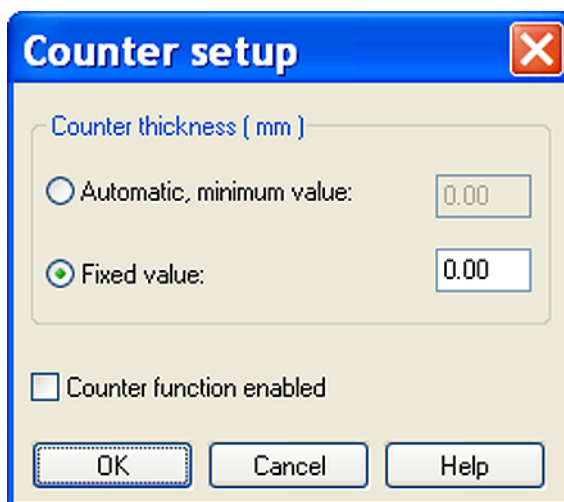 Counter setup
Counter thickness ( mm )
Automatic, minimum value: 0.00
Fixed value: 0.00
Counter function enabled
OK Cancel Help